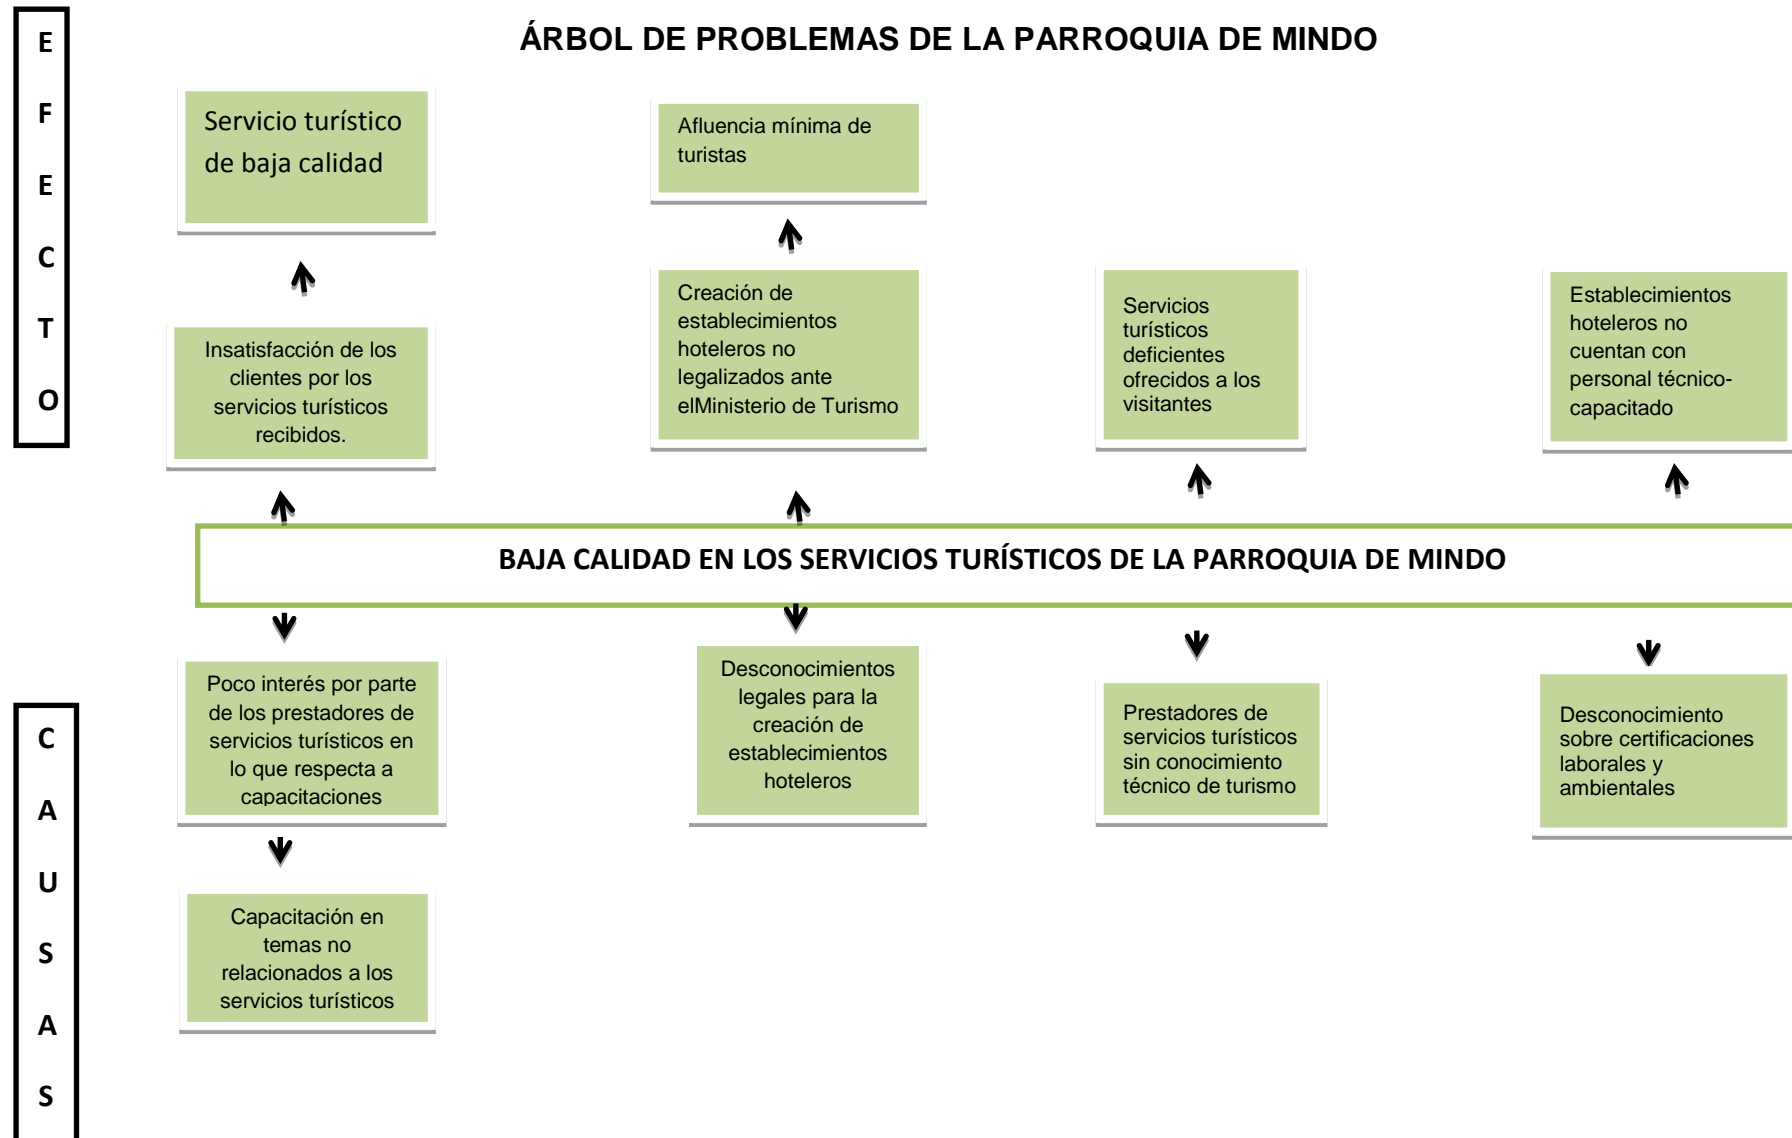 ÁRBOL DE PROBLEMAS DE LA PARROQUIA DE MINDO
E
F
E
C
T
O
Servicio turístico
de baja calidad
Afluencia mínima de
turistas
Insatisfacción de los
clientes por los
servicios turísticos
recibidos.
Creación de
establecimientos
hoteleros no
legalizados ante
elMinisterio de Turismo
Servicios
turísticos
deficientes
ofrecidos a los
visitantes
Establecimientos
hoteleros no
cuentan con
personal técnico-
capacitado
BAJA CALIDAD EN LOS SERVICIOS TURÍSTICOS DE LA PARROQUIA DE MINDO
C
A
U
S
A
S
Poco interés por parte
de los prestadores de
servicios turísticos en
lo que respecta a
capacitaciones
Desconocimientos
legales para la
creación de
establecimientos
hoteleros
Prestadores de
servicios turísticos
sin conocimiento
técnico de turismo
Desconocimiento
sobre certificaciones
laborales y
ambientales
Capacitación en
temas no
relacionados a los
servicios turísticos